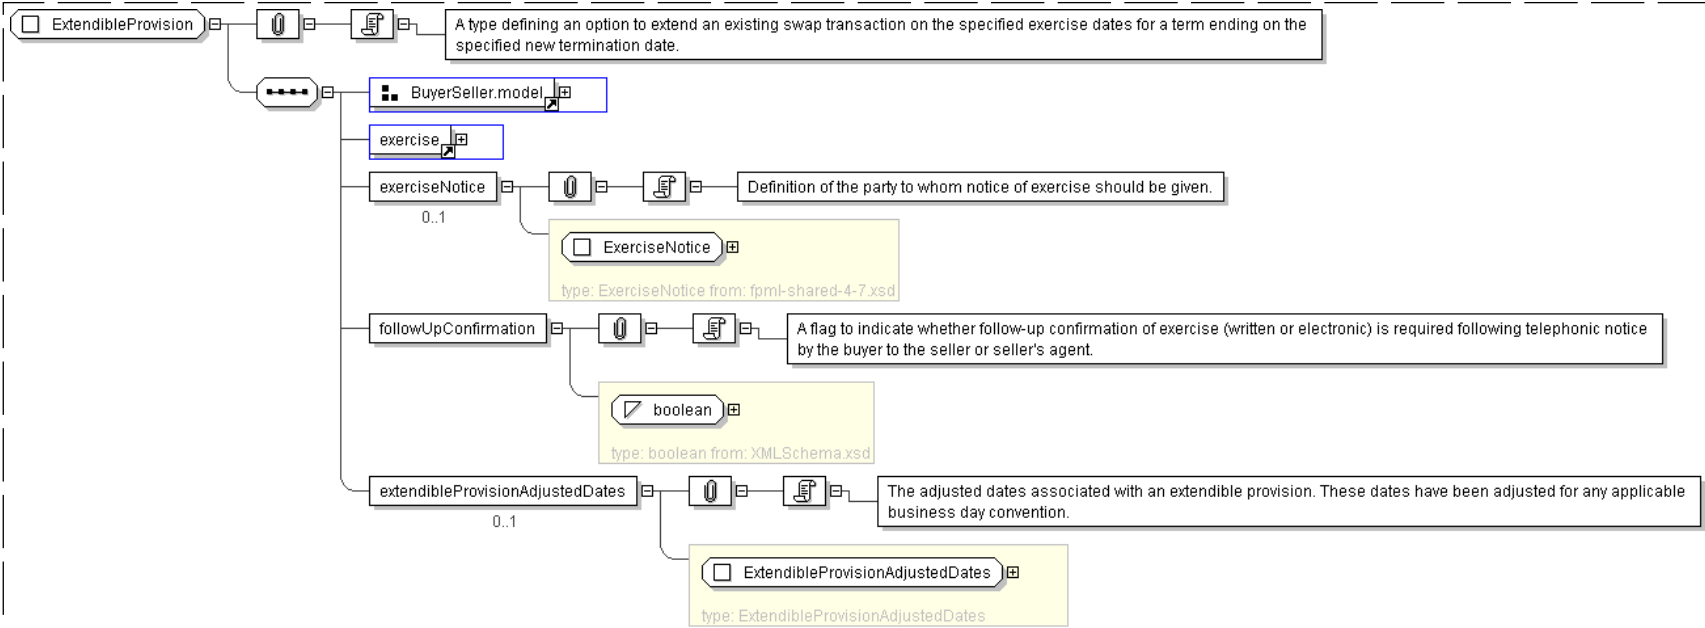 ExtendibleProvision
A type defining an option to extend an existing swap transaction on the specified exercise dates for a term ending on the
specified new termination date.
BuyerSeller.model
exercise
exerciseNotice
Definition of the party to whom notice of exercise should be given.
0..1
ExerciseNotice
type: ExerciseNotice from: fpml-shared-4-7.xsd
followUpConfirmation
A flag to indicate whether follow-up confirmation of exercise (written or electronic) is required following telephonic notice
by the buyer to the seller or seller's agent.
boolean
type: boolean from: XMLSchema.xsd
extendibleProvisionAdjustedDates
The adjusted dates associated with an extendible provision. These dates have been adjusted for any applicable
business day convention.
0..1
ExtendibleProvisionAdjustedDates
type: ExtendibleProvisionAdjustedDates